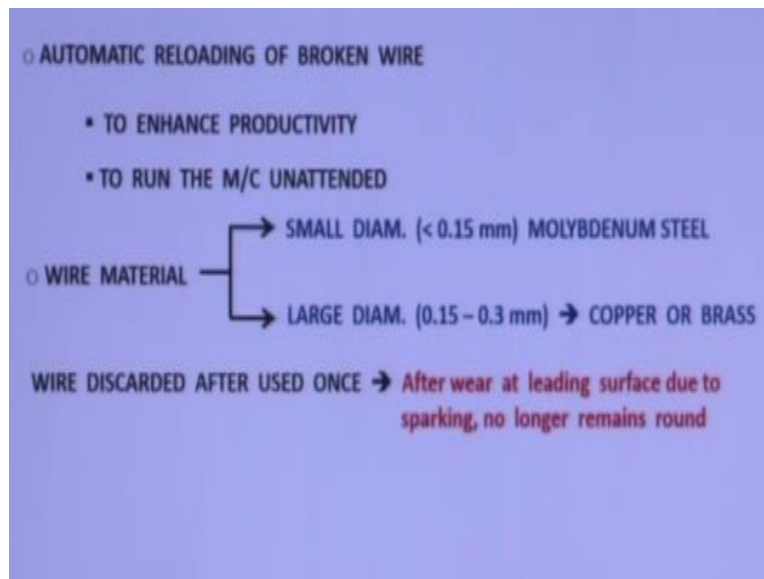 ○ AUTOMATIC RELOADING OF BROKEN WIRE
▪ TO ENHANCE PRODUCTIVITY
▪ TO RUN THE M/C UNATTENDED
→ SMALL DIAM. (< 0.15 mm) MOLYBDENUM STEEL
○ WIRE MATERIAL
→ LARGE DIAM. (0.15 – 0.3 mm) → COPPER OR BRASS
WIRE DISCARDED AFTER USED ONCE → After wear at leading surface due to
sparking, no longer remains round